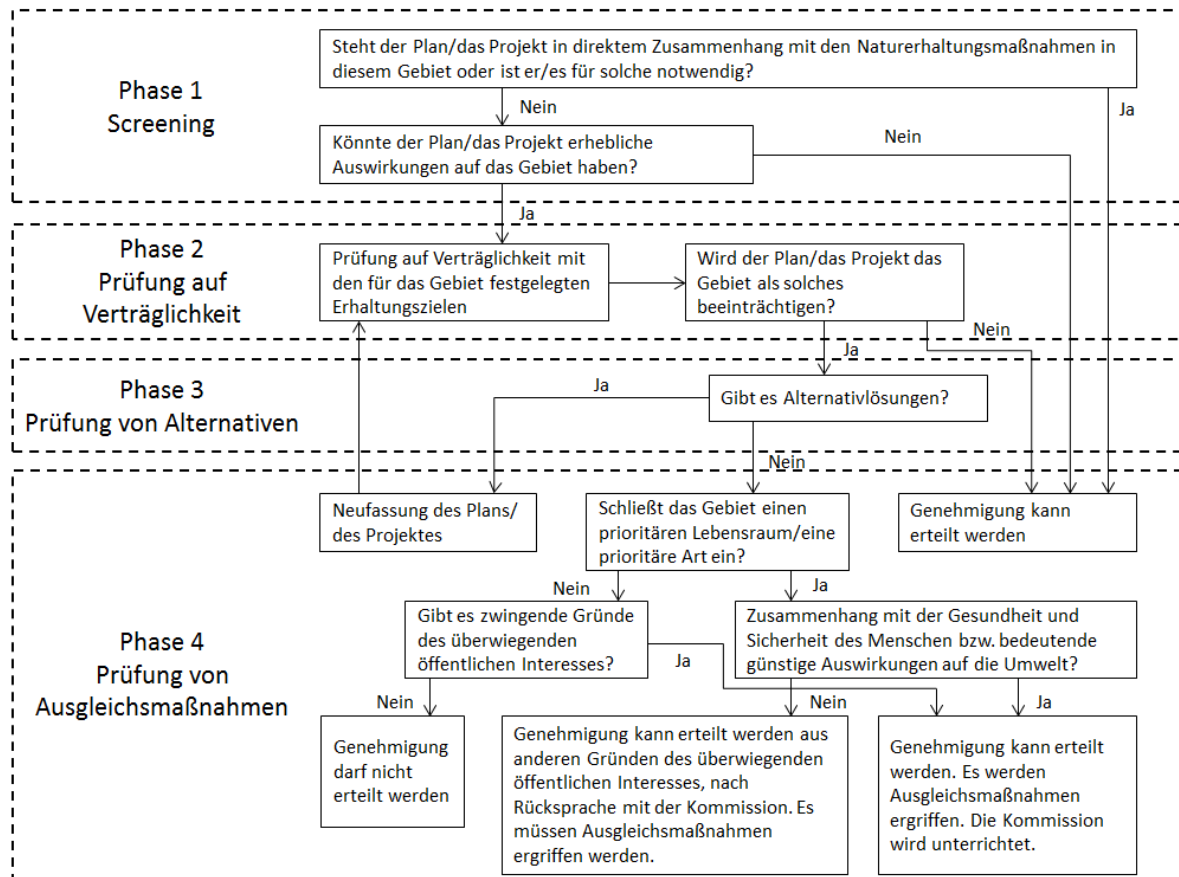 Phase 1
Screening
Steht der Plan/das Projekt in direktem Zusammenhang mit den Naturerhaltungsmaßnahmen in
diesem Gebiet oder ist er/es für solche notwendig?
Nein
Ja
Könnte der Plan/das Projekt erhebliche
Auswirkungen auf das Gebiet haben?
Nein
Ja
Phase 2
Prüfung auf
Verträglichkeit
Prüfung auf Verträglichkeit mit
den für das Gebiet festgelegten
Erhaltungszielen
Wird der Plan/das Projekt das
Gebiet als solches
beeinträchtigen?
Nein
Ja
Phase 3
Prüfung von Alternativen
Ja
Gibt es Alternativlösungen?
Nein
Phase 4
Prüfung von
Ausgleichsmaßnahmen
Neufassung des Plans/
des Projektes
Schließt das Gebiet einen
prioritären Lebensraum/eine
prioritäre Art ein?
Genehmigung kann
erteilt werden
Nein
Ja
Gibt es zwingende Gründe
des überwiegenden
öffentlichen Interesses?
Zusammenhang mit der Gesundheit und
Sicherheit des Menschen bzw. bedeutende
günstige Auswirkungen auf die Umwelt?
Ja
Nein
Nein
Ja
Genehmigung
darf nicht
erteilt werden
Genehmigung kann erteilt werden aus
anderen Gründen des überwiegenden
öffentlichen Interesses, nach
Rücksprache mit der Kommission. Es
müssen Ausgleichsmaßnahmen
ergriffen werden.
Genehmigung kann erteilt
werden. Es werden
Ausgleichsmaßnahmen
ergriffen. Die Kommission
wird unterrichtet.